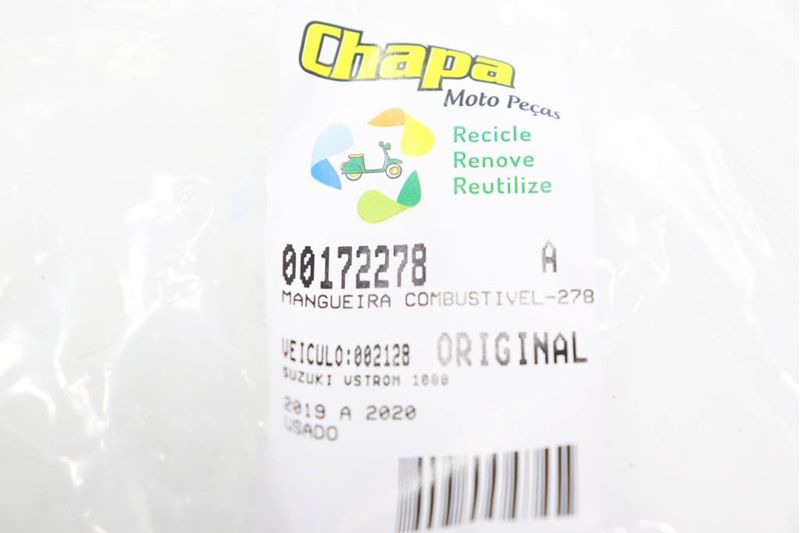 Chapa
Moto Peças
Recicle
Renove
Reutilize
00172278 A
MANGUEIRA COMBUSTIVEL-278
VEICULO:002128 ORIGINAL
SUZUKI VSTROM 1000
2019 A 2020
USADO